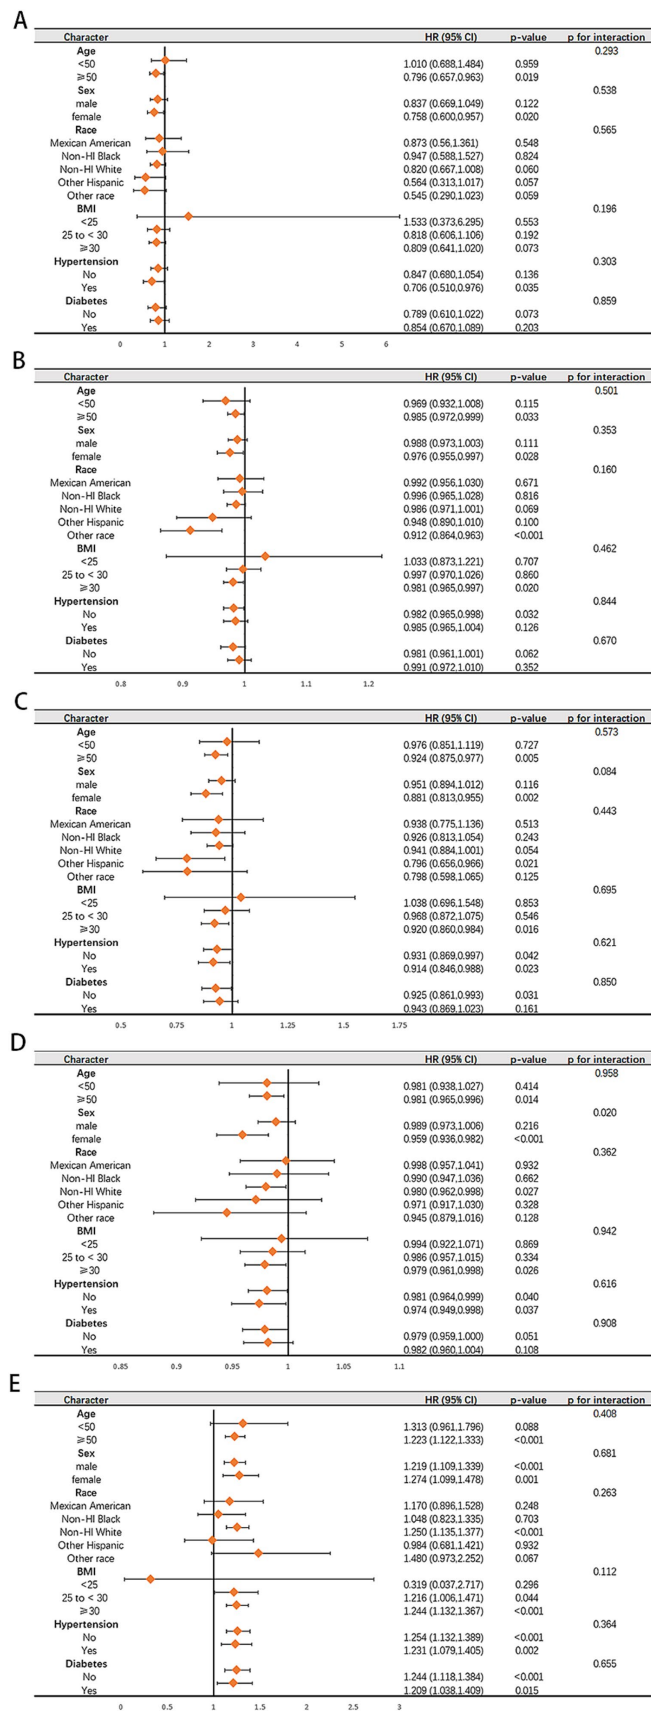 A
Character HR (95% CI) p-value p for interaction
Age 0.293
<50 1.010 (0.688,1.484) 0.959
≥50 0.796 (0.657,0.963) 0.019
Sex 0.538
male 0.837 (0.669,1.049) 0.122
female 0.758 (0.600,0.957) 0.020
Race 0.565
Mexican American 0.873 (0.56,1.361) 0.548
Non-HI Black 0.947 (0.588,1.527) 0.824
Non-HI White 0.820 (0.667,1.008) 0.060
Other Hispanic 0.564 (0.313,1.017) 0.057
Other race 0.545 (0.290,1.023) 0.059
BMI 0.196
<25 1.533 (0.373,6.295) 0.553
25 to < 30 0.818 (0.606,1.106) 0.192
≥30 0.809 (0.641,1.020) 0.073
Hypertension 0.303
No 0.847 (0.680,1.054) 0.136
Yes 0.706 (0.510,0.976) 0.035
Diabetes 0.859
No 0.789 (0.610,1.022) 0.073
Yes 0.854 (0.670,1.089) 0.203
0 1 2 3 4 5 6
B
Character HR (95% CI) p-value p for interaction
Age 0.501
<50 0.969 (0.932,1.008) 0.115
≥50 0.985 (0.972,0.999) 0.033
Sex 0.353
male 0.988 (0.973,1.003) 0.111
female 0.976 (0.955,0.997) 0.028
Race 0.160
Mexican American 0.992 (0.956,1.030) 0.671
Non-HI Black 0.996 (0.965,1.028) 0.816
Non-HI White 0.986 (0.971,1.001) 0.069
Other Hispanic 0.948 (0.890,1.010) 0.100
Other race 0.912 (0.864,0.963) <0.001
BMI 0.462
<25 1.033 (0.873,1.221) 0.707
25 to < 30 0.997 (0.970,1.026) 0.860
≥30 0.981 (0.965,0.997) 0.020
Hypertension 0.844
No 0.982 (0.965,0.998) 0.032
Yes 0.985 (0.965,1.004) 0.126
Diabetes 0.670
No 0.981 (0.961,1.001) 0.062
Yes 0.991 (0.972,1.010) 0.352
0.8 0.9 1 1.1 1.2
C
Character HR (95% CI) p-value p for interaction
Age 0.573
<50 0.976 (0.851,1.119) 0.727
≥50 0.924 (0.875,0.977) 0.005
Sex 0.084
male 0.951 (0.894,1.012) 0.116
female 0.881 (0.813,0.955) 0.002
Race 0.443
Mexican American 0.938 (0.775,1.136) 0.513
Non-HI Black 0.926 (0.813,1.054) 0.243
Non-HI White 0.941 (0.884,1.001) 0.054
Other Hispanic 0.796 (0.656,0.966) 0.021
Other race 0.798 (0.598,1.065) 0.125
BMI 0.695
<25 1.038 (0.696,1.548) 0.853
25 to < 30 0.968 (0.872,1.075) 0.546
≥30 0.920 (0.860,0.984) 0.016
Hypertension 0.621
No 0.931 (0.869,0.997) 0.042
Yes 0.914 (0.846,0.988) 0.023
Diabetes 0.850
No 0.925 (0.861,0.993) 0.031
Yes 0.943 (0.869,1.023) 0.161
0.5 0.75 1 1.25 1.5 1.75
D
Character HR (95% CI) p-value p for interaction
Age 0.958
<50 0.981 (0.938,1.027) 0.414
≥50 0.981 (0.965,0.996) 0.014
Sex 0.020
male 0.989 (0.973,1.006) 0.216
female 0.959 (0.936,0.982) <0.001
Race 0.362
Mexican American 0.998 (0.957,1.041) 0.932
Non-HI Black 0.990 (0.947,1.036) 0.662
Non-HI White 0.980 (0.962,0.998) 0.027
Other Hispanic 0.971 (0.917,1.030) 0.328
Other race 0.945 (0.879,1.016) 0.128
BMI 0.942
<25 0.994 (0.922,1.071) 0.869
25 to < 30 0.986 (0.957,1.015) 0.334
≥30 0.979 (0.961,0.998) 0.026
Hypertension 0.616
No 0.981 (0.964,0.999) 0.040
Yes 0.974 (0.949,0.998) 0.037
Diabetes 0.908
No 0.979 (0.959,1.000) 0.051
Yes 0.982 (0.960,1.004) 0.108
0.85 0.9 0.95 1 1.05 1.1
E
Character HR (95% CI) p-value p for interaction
Age 0.408
<50 1.313 (0.961,1.796) 0.088
≥50 1.223 (1.122,1.333) <0.001
Sex 0.681
male 1.219 (1.109,1.339) <0.001
female 1.274 (1.099,1.478) 0.001
Race 0.263
Mexican American 1.170 (0.896,1.528) 0.248
Non-HI Black 1.048 (0.823,1.335) 0.703
Non-HI White 1.250 (1.135,1.377) <0.001
Other Hispanic 0.984 (0.681,1.421) 0.932
Other race 1.480 (0.973,2.252) 0.067
BMI 0.112
<25 0.319 (0.037,2.717) 0.296
25 to < 30 1.216 (1.006,1.471) 0.044
≥30 1.244 (1.132,1.367) <0.001
Hypertension 0.364
No 1.254 (1.132,1.389) <0.001
Yes 1.231 (1.079,1.405) 0.002
Diabetes 0.655
No 1.244 (1.118,1.384) <0.001
Yes 1.209 (1.038,1.409) 0.015
0 0.5 1 1.5 2 2.5 3